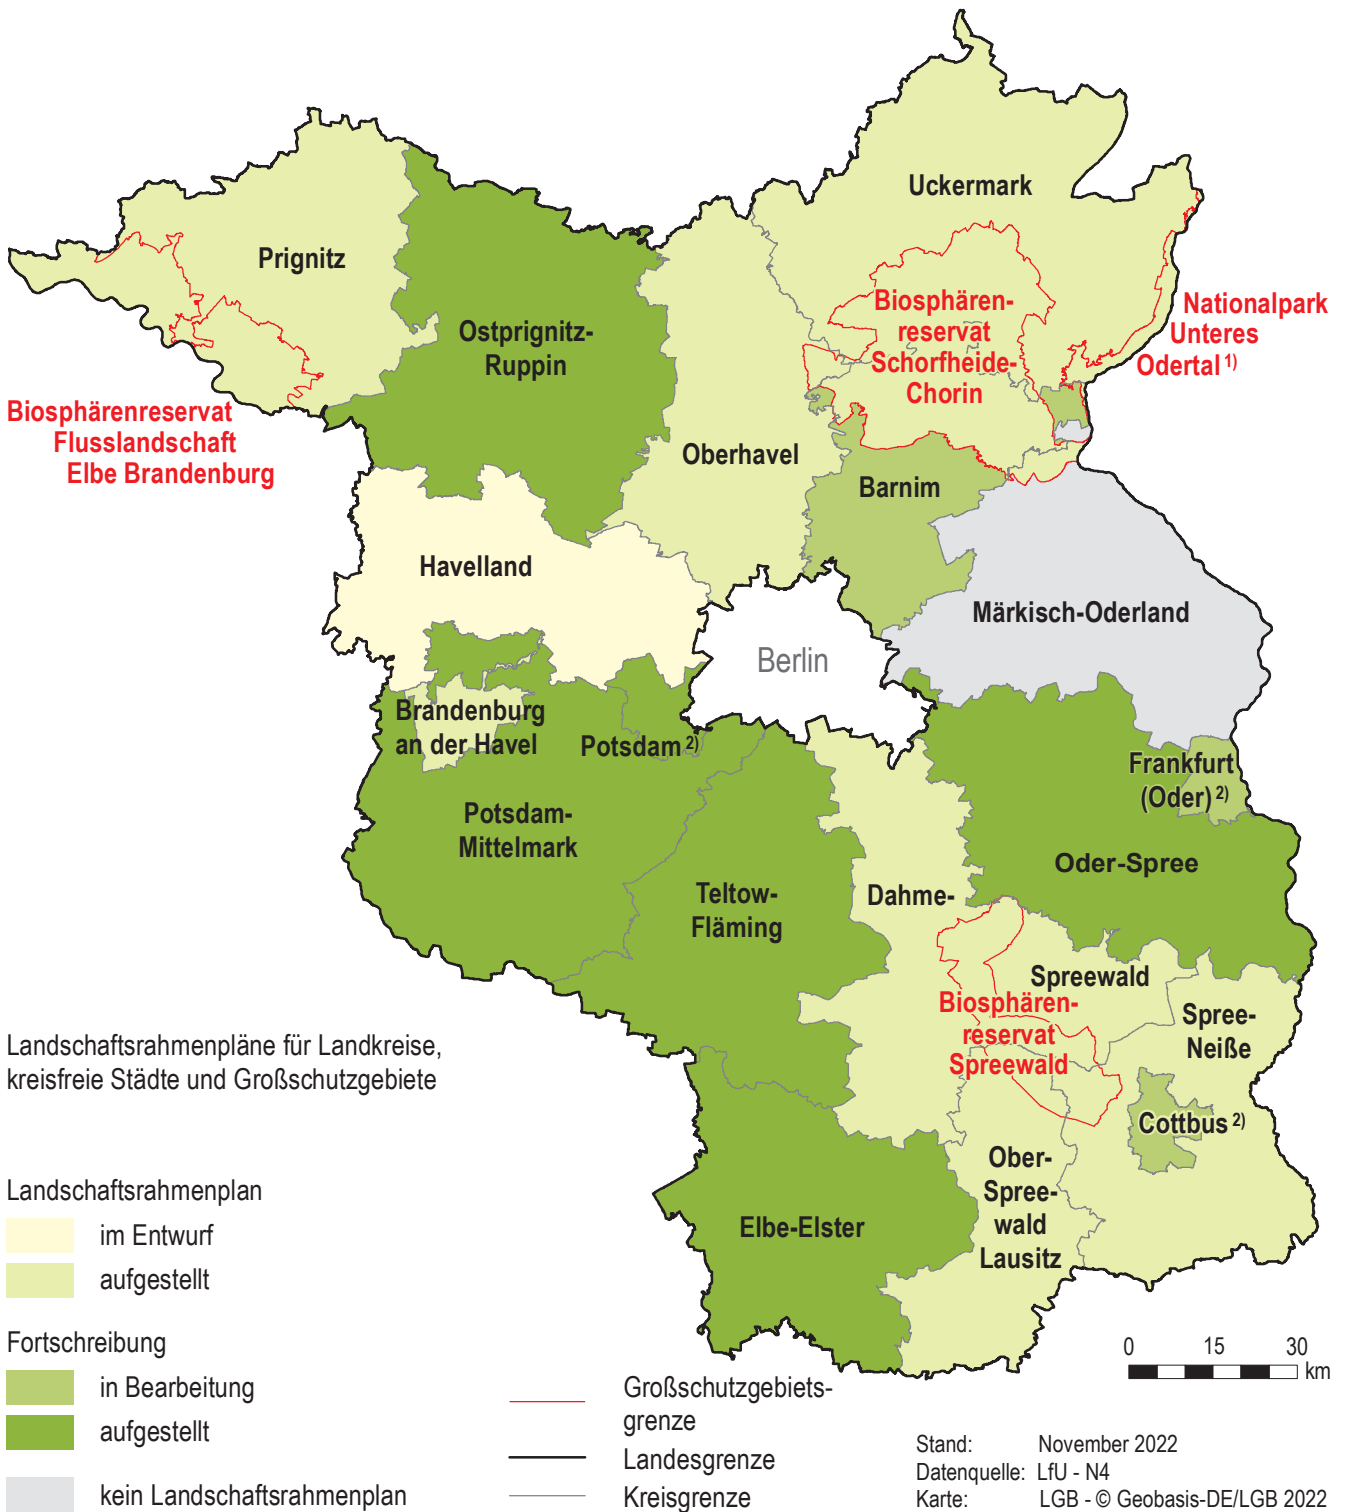 Uckermark
Prignitz
Biosphären-
reservat
Schorfheide-
Chorin
Nationalpark
Unteres
Odertal 1)
Ostprignitz-
Ruppin
Biosphärenreservat
Flusslandschaft
Elbe Brandenburg
Oberhavel
Barnim
Havelland
Märkisch-Oderland
Berlin
Brandenburg
an der Havel
Potsdam 2)
Frankfurt
(Oder) 2)
Potsdam-
Mittelmark
Oder-Spree
Teltow-
Fläming
Dahme-
Spreewald
Biosphären-
reservat
Spreewald
Spree-
Neiße
Cottbus 2)
Ober-
Spree-
wald
Lausitz
Elbe-Elster
Landschaftsrahmenpläne für Landkreise,
kreisfreie Städte und Großschutzgebiete
Landschaftsrahmenplan
im Entwurf
aufgestellt
Fortschreibung
in Bearbeitung
aufgestellt
kein Landschaftsrahmenplan
Großschutzgebiets-
grenze
Landesgrenze
Kreisgrenze
0 15 30
km
Stand: November 2022
Datenquelle: LfU - N4
Karte: LGB - © Geobasis-DE/LGB 2022